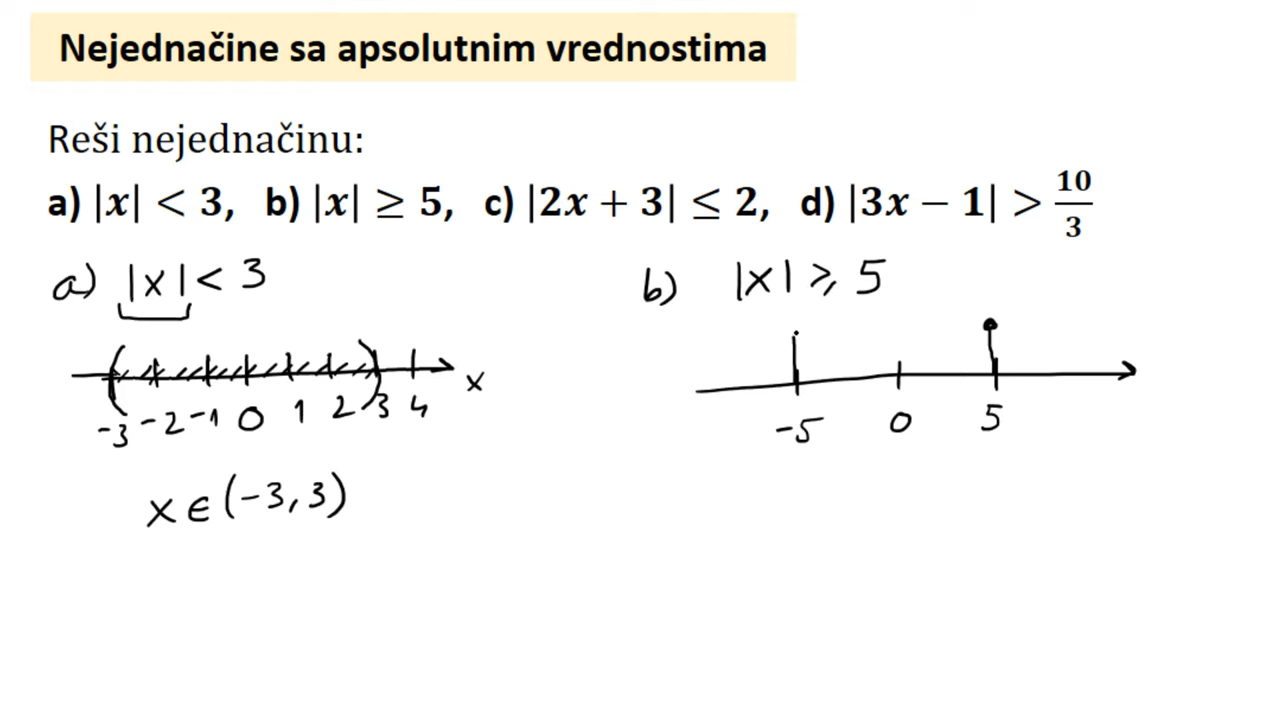 Nejednačine sa apsolutnim vrednostima
Reši nejednačinu:
a) |x| < 3, b) |x| ≥ 5, c) |2x + 3| ≤ 2, d) |3x − 1| > 10/3
a) |x| < 3
b) |x| ≥ 5
x
-3 -2 -1 0 1 2 3 4
-5 0 5
x ∈ (-3, 3)